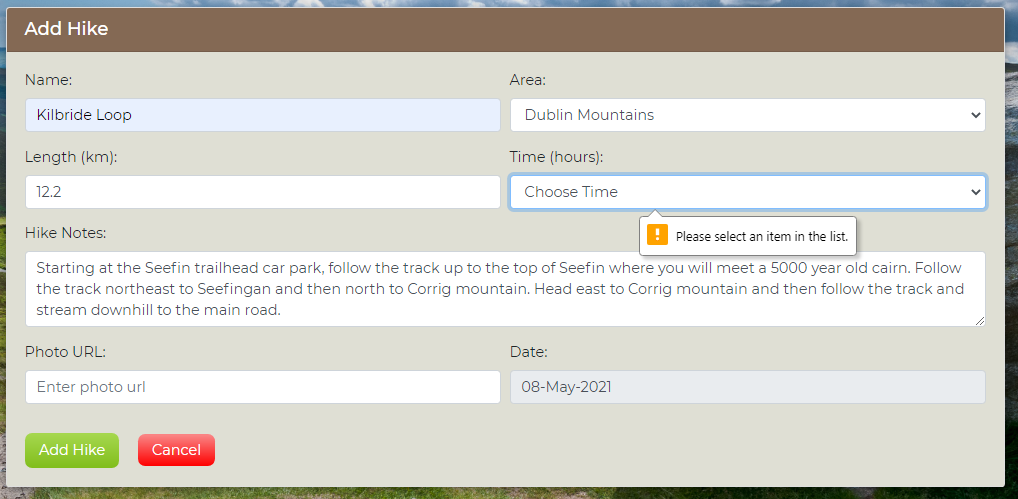 Add Hike
Name:
Area:
Kilbride Loop
Dublin Mountains
Length (km):
Time (hours):
12.2
Choose Time
Please select an item in the list.
Hike Notes:
Starting at the Seefin trailhead car park, follow the track up to the top of Seefin where you will meet a 5000 year old cairn. Follow
the track northeast to Seefingan and then north to Corrig mountain. Head east to Corrig mountain and then follow the track and
stream downhill to the main road.
Photo URL:
Date:
Enter photo url
08-May-2021
Add Hike
Cancel